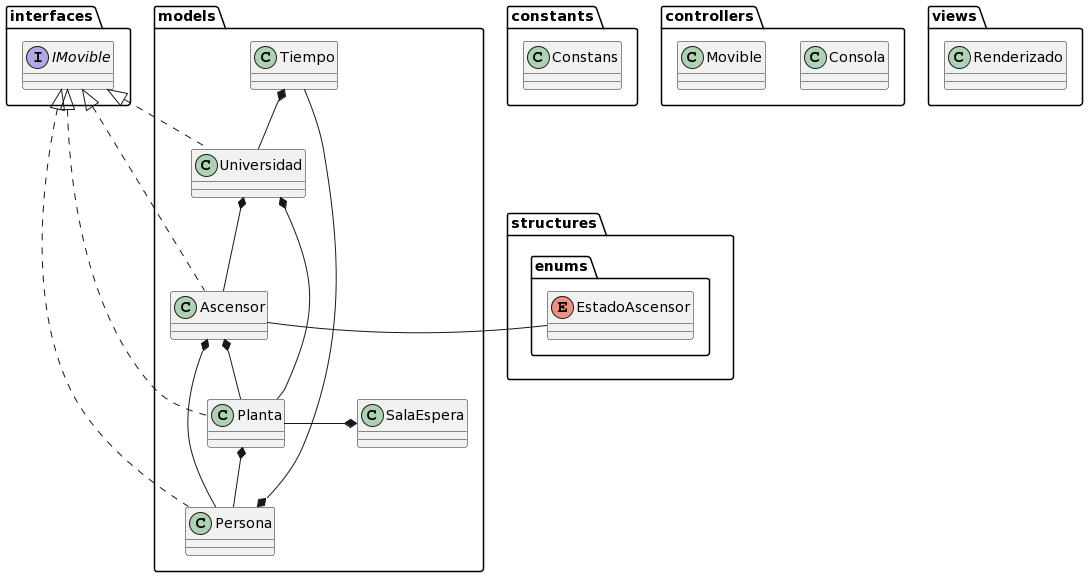 interfaces
models
constants
controllers
views
I IMovible
C Tiempo
C Constans
C Movible
C Consola
C Renderizado
C Universidad
structures
enums
C Ascensor
E EstadoAscensor
C Planta
C SalaEspera
C Persona